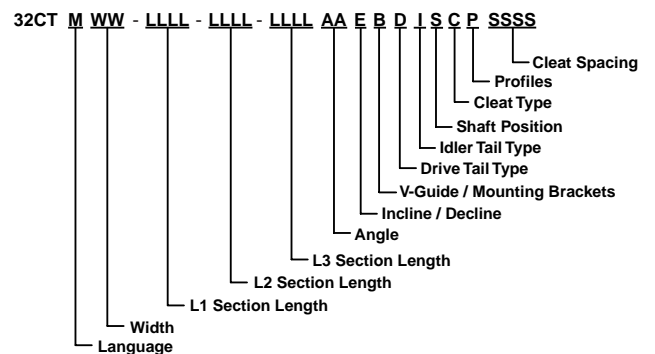 32CT M WW - LLLL - LLLL - LLLL AA E B D I S C P SSSS
Cleat Spacing
Profiles
Cleat Type
Shaft Position
Idler Tail Type
Drive Tail Type
V-Guide / Mounting Brackets
Incline / Decline
Angle
L3 Section Length
L2 Section Length
L1 Section Length
Width
Language